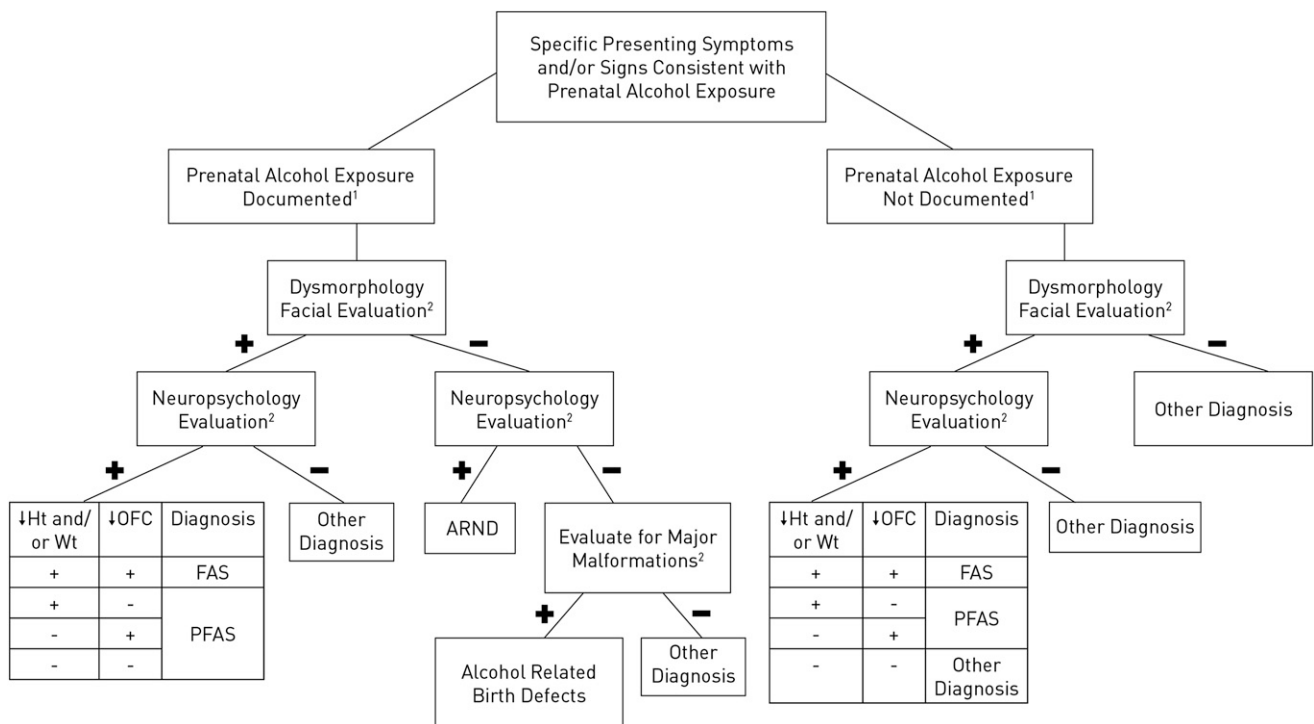 Specific Presenting Symptoms
and/or Signs Consistent with
Prenatal Alcohol Exposure
Prenatal Alcohol Exposure
Documented¹
Prenatal Alcohol Exposure
Not Documented¹
Dysmorphology
Facial Evaluation²
Dysmorphology
Facial Evaluation²
+
−
+
−
Neuropsychology
Evaluation²
Neuropsychology
Evaluation²
Neuropsychology
Evaluation²
Other Diagnosis
+
−
+
−
+
−
↓Ht and/
or Wt
↓OFC
Diagnosis
+ + FAS
+ -
- +
- -
PFAS
Other
Diagnosis
ARND
Evaluate for Major
Malformations²
+
−
Alcohol Related
Birth Defects
Other
Diagnosis
↓Ht and/
or Wt
↓OFC
Diagnosis
+ + FAS
+ -
- +
PFAS
- -
Other
Diagnosis
Other Diagnosis